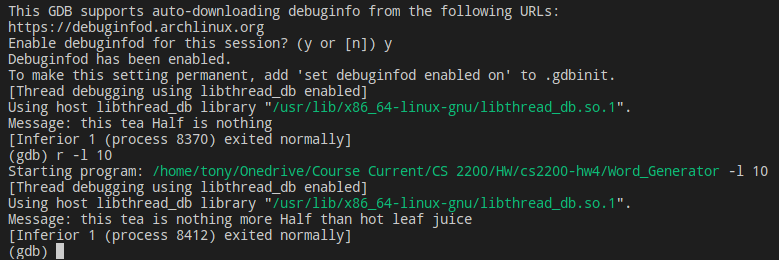 This GDB supports auto-downloading debuginfo from the following URLs:
https://debuginfod.archlinux.org
Enable debuginfod for this session? (y or [n]) y
Debuginfod has been enabled.
To make this setting permanent, add 'set debuginfod enabled on' to .gdbinit.
[Thread debugging using libthread_db enabled]
Using host libthread_db library "/usr/lib/x86_64-linux-gnu/libthread_db.so.1".
Message: this tea Half is nothing
[Inferior 1 (process 8370) exited normally]
(gdb) r -l 10
Starting program: /home/tony/Onedrive/Course Current/CS 2200/HW/cs2200-hw4/Word_Generator -l 10
[Thread debugging using libthread_db enabled]
Using host libthread_db library "/usr/lib/x86_64-linux-gnu/libthread_db.so.1".
Message: this tea is nothing more Half than hot leaf juice
[Inferior 1 (process 8412) exited normally]
(gdb)